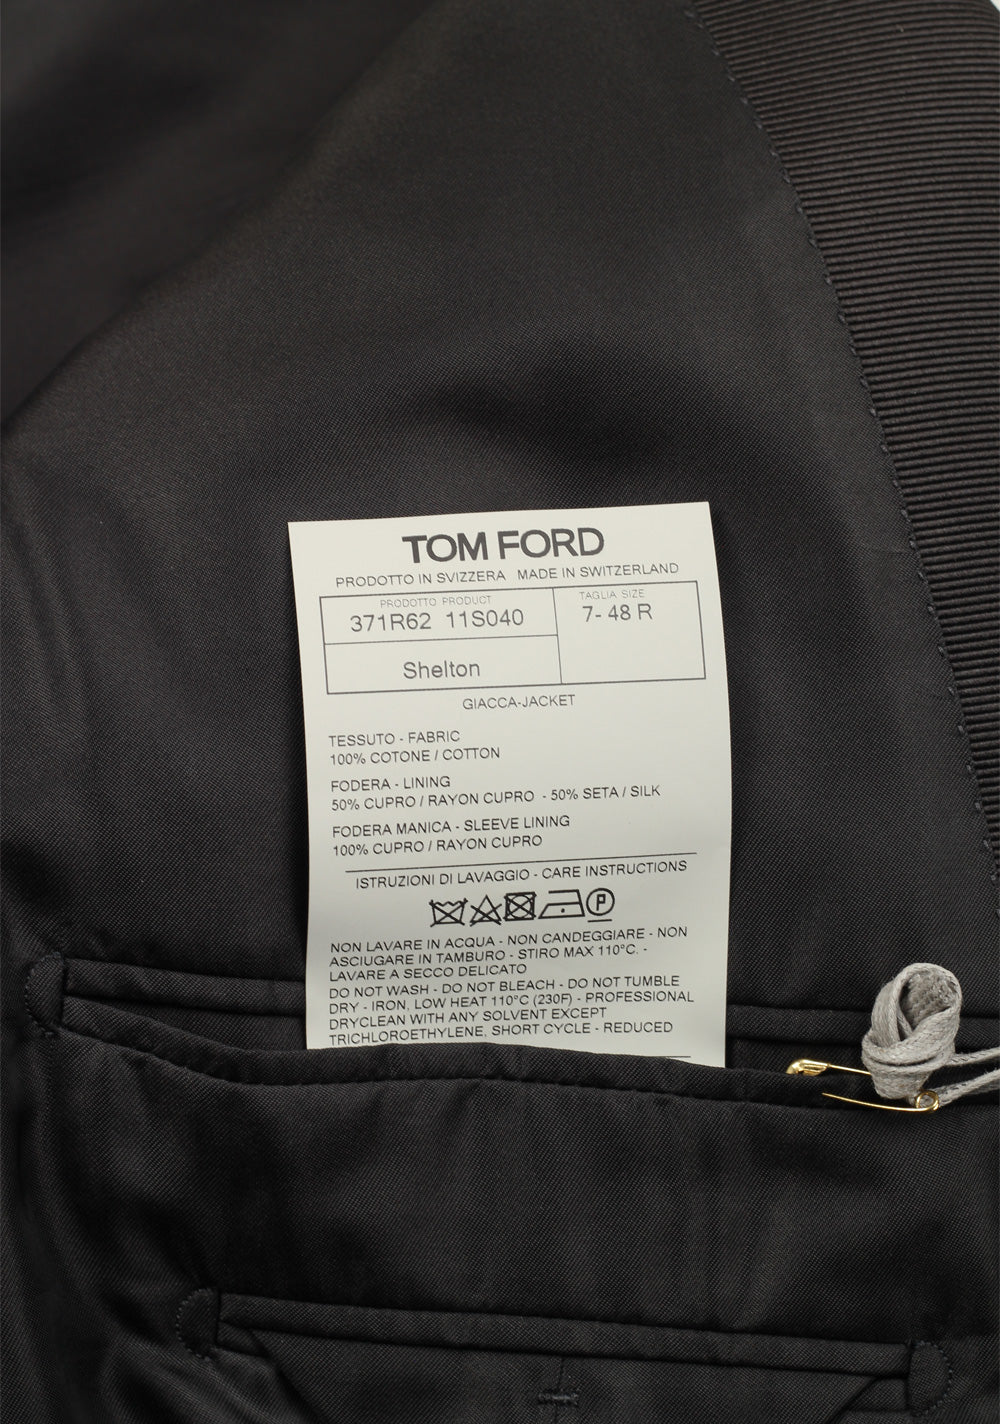 TOM FORD
PRODOTTO IN SVIZZERA MADE IN SWITZERLAND
PRODOTTO PRODUCT
371R62 11S040
TAGLIA SIZE
7- 48 R
Shelton
GIACCA-JACKET
TESSUTO - FABRIC
100% COTONE / COTTON
FODERA - LINING
50% CUPRO / RAYON CUPRO - 50% SETA / SILK
FODERA MANICA - SLEEVE LINING
100% CUPRO / RAYON CUPRO
ISTRUZIONI DI LAVAGGIO - CARE INSTRUCTIONS
P
NON LAVARE IN ACQUA - NON CANDEGGIARE - NON
ASCIUGARE IN TAMBURO - STIRO MAX 110°C. -
LAVARE A SECCO DELICATO
DO NOT WASH - DO NOT BLEACH - DO NOT TUMBLE
DRY - IRON, LOW HEAT 110°C (230F) - PROFESSIONAL
DRYCLEAN WITH ANY SOLVENT EXCEPT
TRICHLOROETHYLENE, SHORT CYCLE - REDUCED